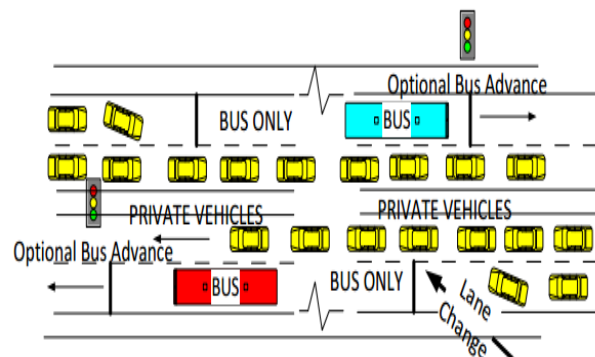 Optional Bus Advance
BUS ONLY
BUS
PRIVATE VEHICLES
PRIVATE VEHICLES
Optional Bus Advance
BUS
BUS ONLY
Lane
Change